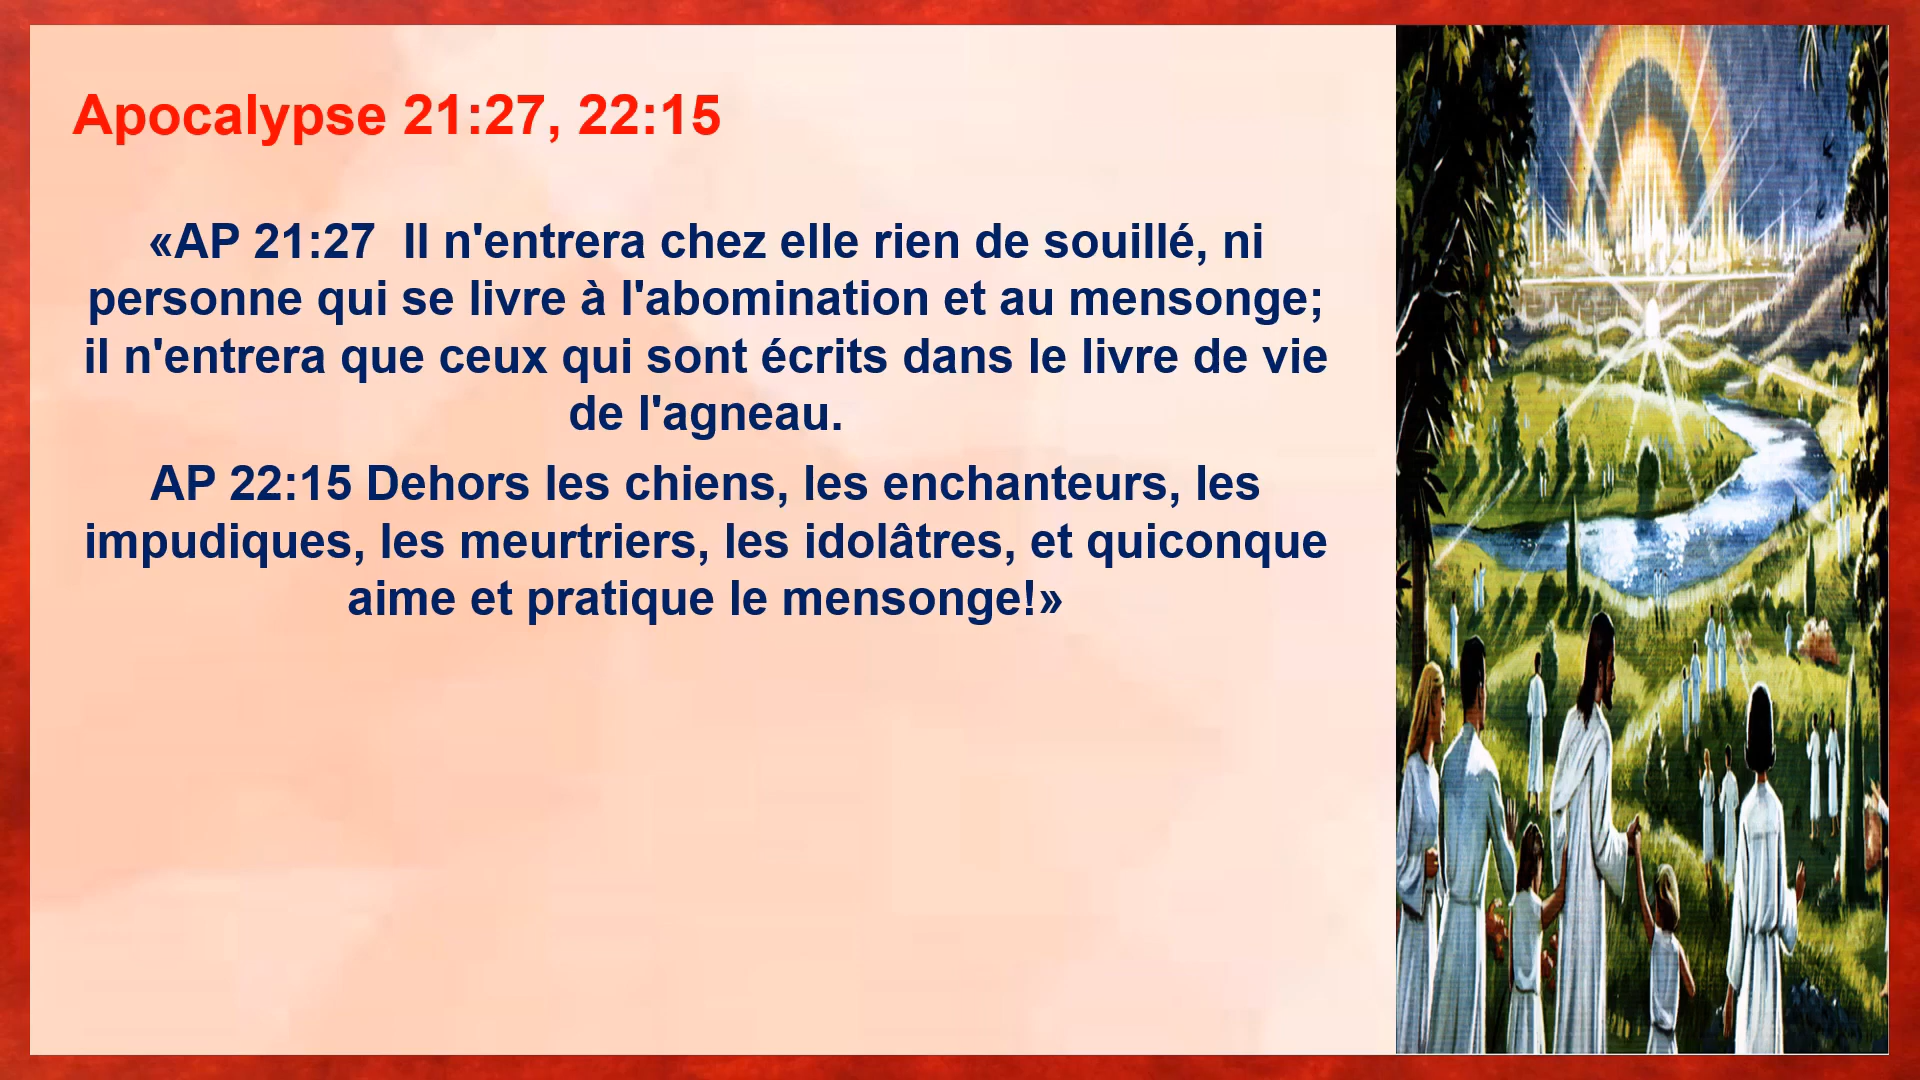 Apocalypse 21:27, 22:15
«AP 21:27  Il n'entrera chez elle rien de souillé, ni
personne qui se livre à l'abomination et au mensonge;
il n'entrera que ceux qui sont écrits dans le livre de vie
de l'agneau.
AP 22:15 Dehors les chiens, les enchanteurs, les
impudiques, les meurtriers, les idolâtres, et quiconque
aime et pratique le mensonge!»